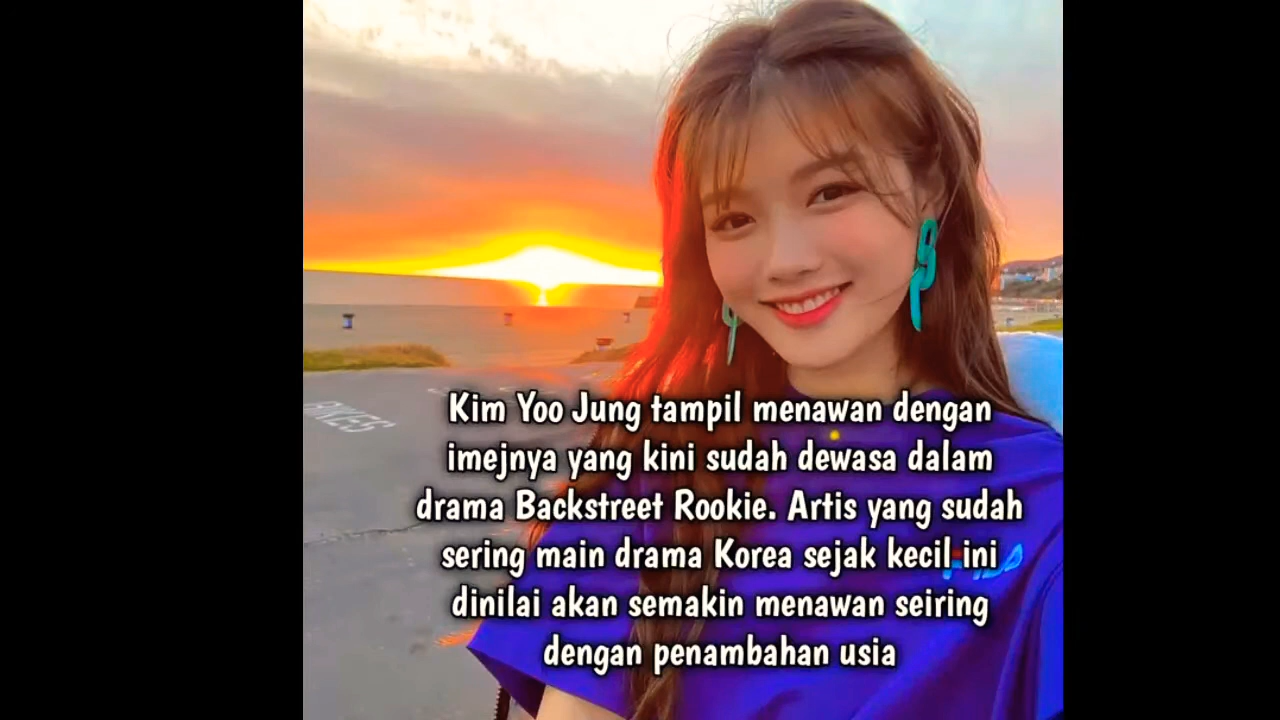 BIKES
Kim Yoo Jung tampil menawan dengan
imejnya yang kini sudah dewasa dalam
drama Backstreet Rookie. Artis yang sudah
sering main drama Korea sejak kecil ini
dinilai akan semakin menawan seiring
dengan penambahan usia